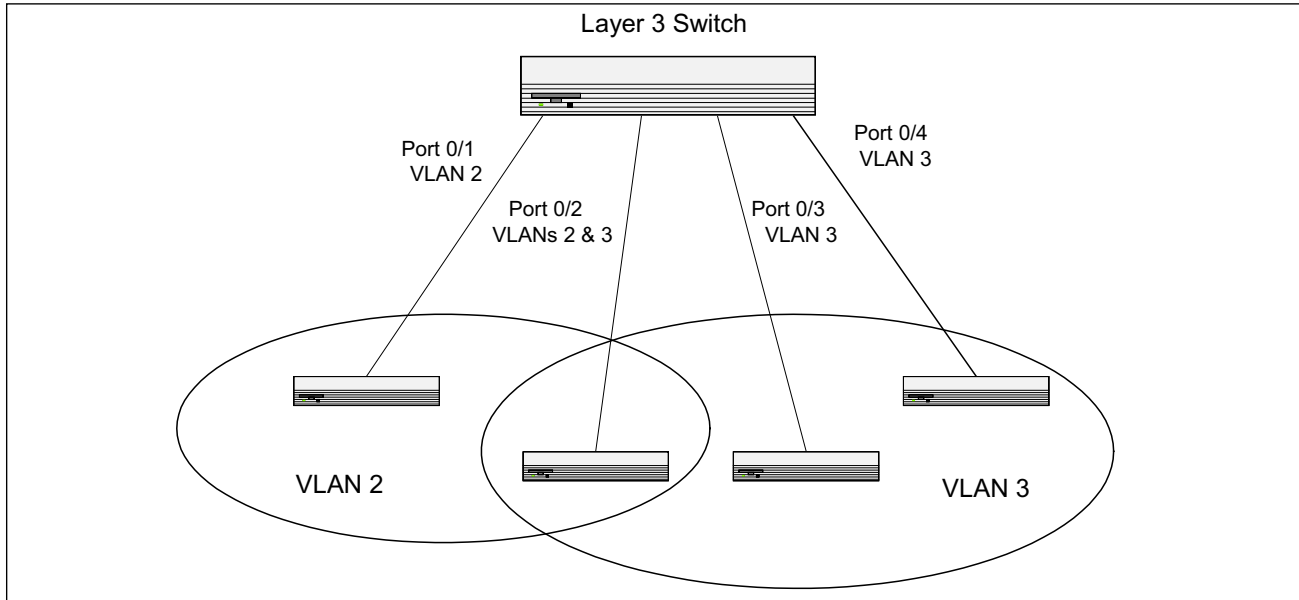 Layer 3 Switch
Port 0/1
VLAN 2
Port 0/2
VLANs 2 & 3
Port 0/3
VLAN 3
Port 0/4
VLAN 3
VLAN 2
VLAN 3